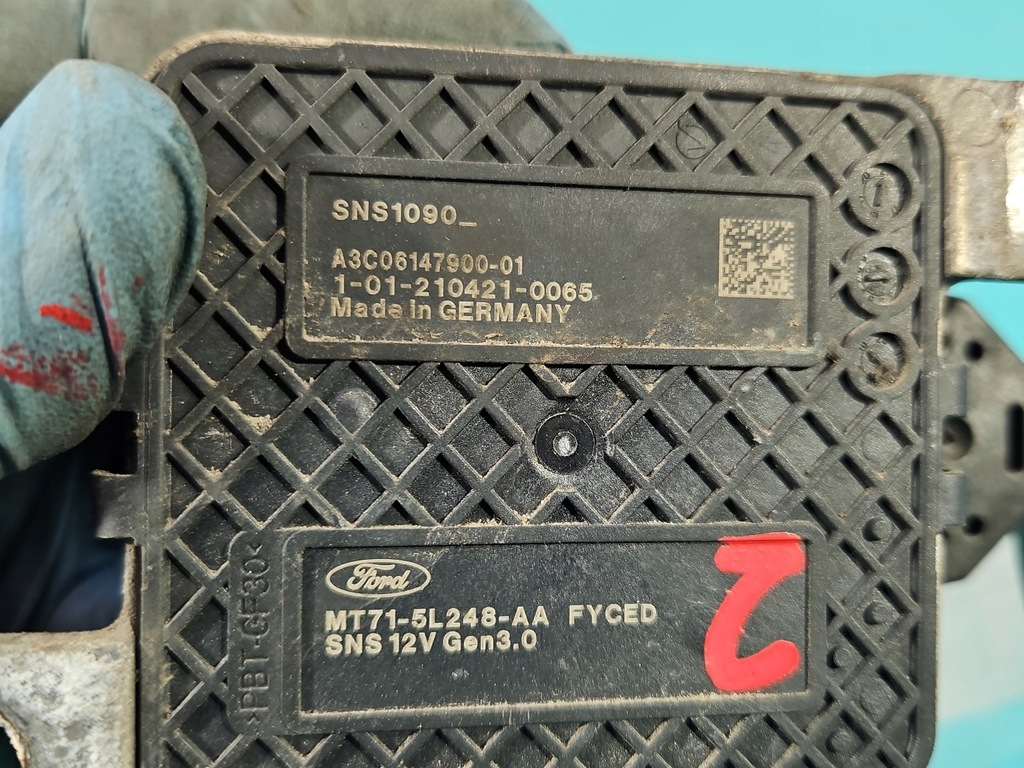 SNS1090_
A3C06147900-01
1-01-210421-0065
Made in GERMANY
Ford
MT71-5L248-AA FYCED
SNS 12V Gen3.0
2
>PBT-GF30<